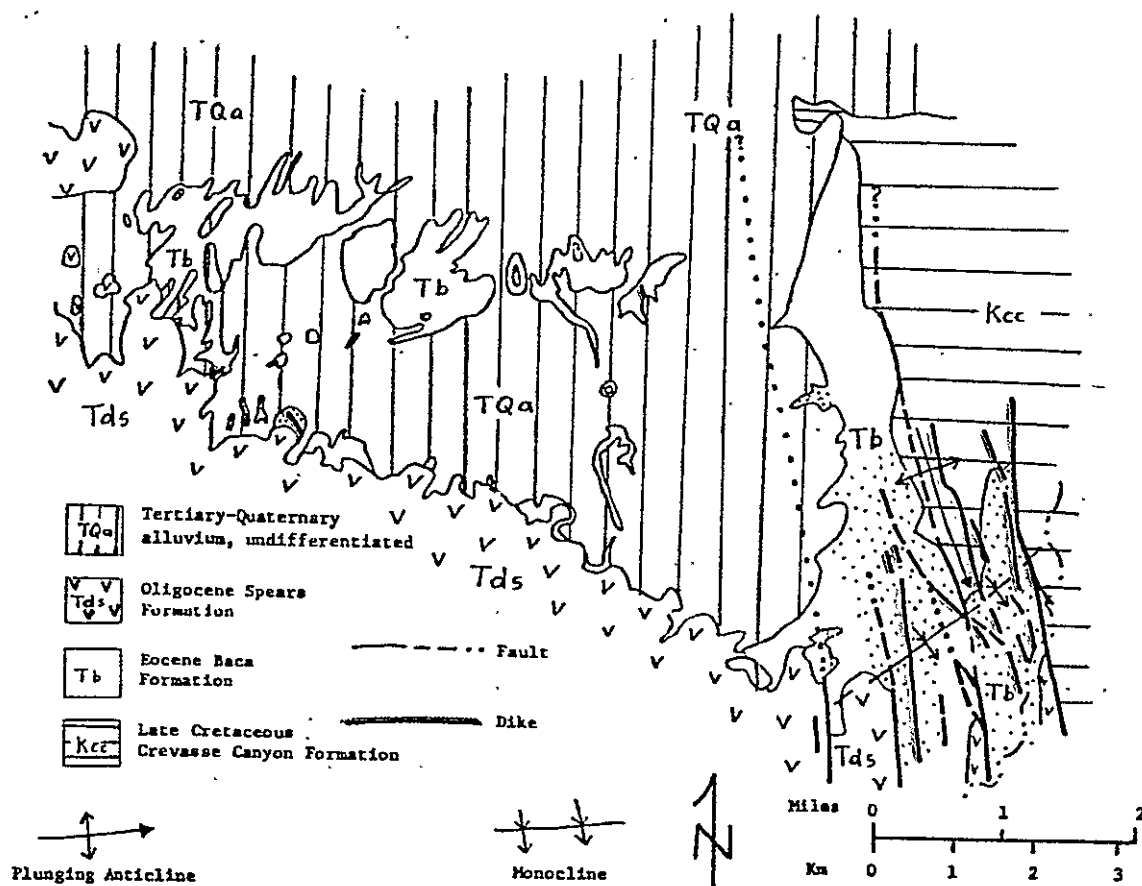 TQa
TQa
?
?
Tb
Tb
Kcc
Tds
TQa
Tb
TQa
Tertiary-Quaternary
alluvium, undifferentiated
Tds
Oligocene Spears
Formation
Tds
Fault
Tb
Eocene Baca
Formation
Tb
Dike
Kcc
Late Cretaceous
Crevasse Canyon Formation
Tds
Miles 0 1 2
Km 0 1 2 3
Plunging Anticline
Monocline
N